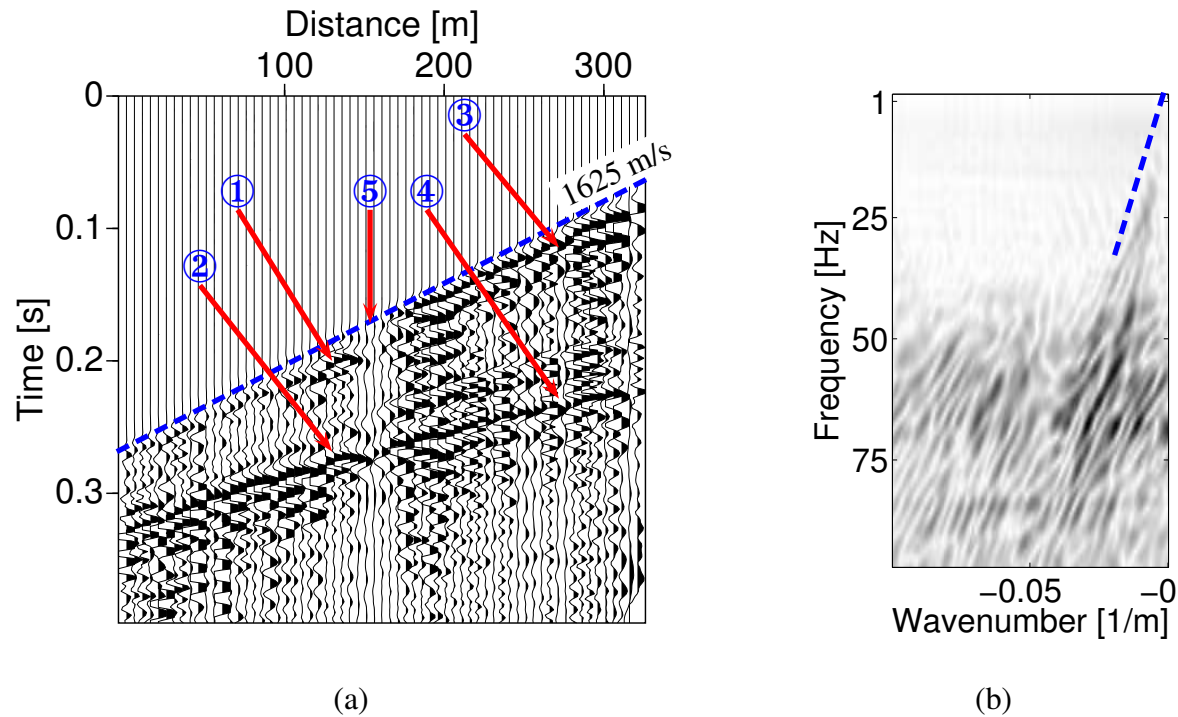 Distance [m]
100 200 300
0
③
1625 m/s
① ⑤ ④
0.1
②
0.2
0.3
Time [s]
(a)
1
25
50
75
Frequency [Hz]
−0.05 −0
Wavenumber [1/m]
(b)